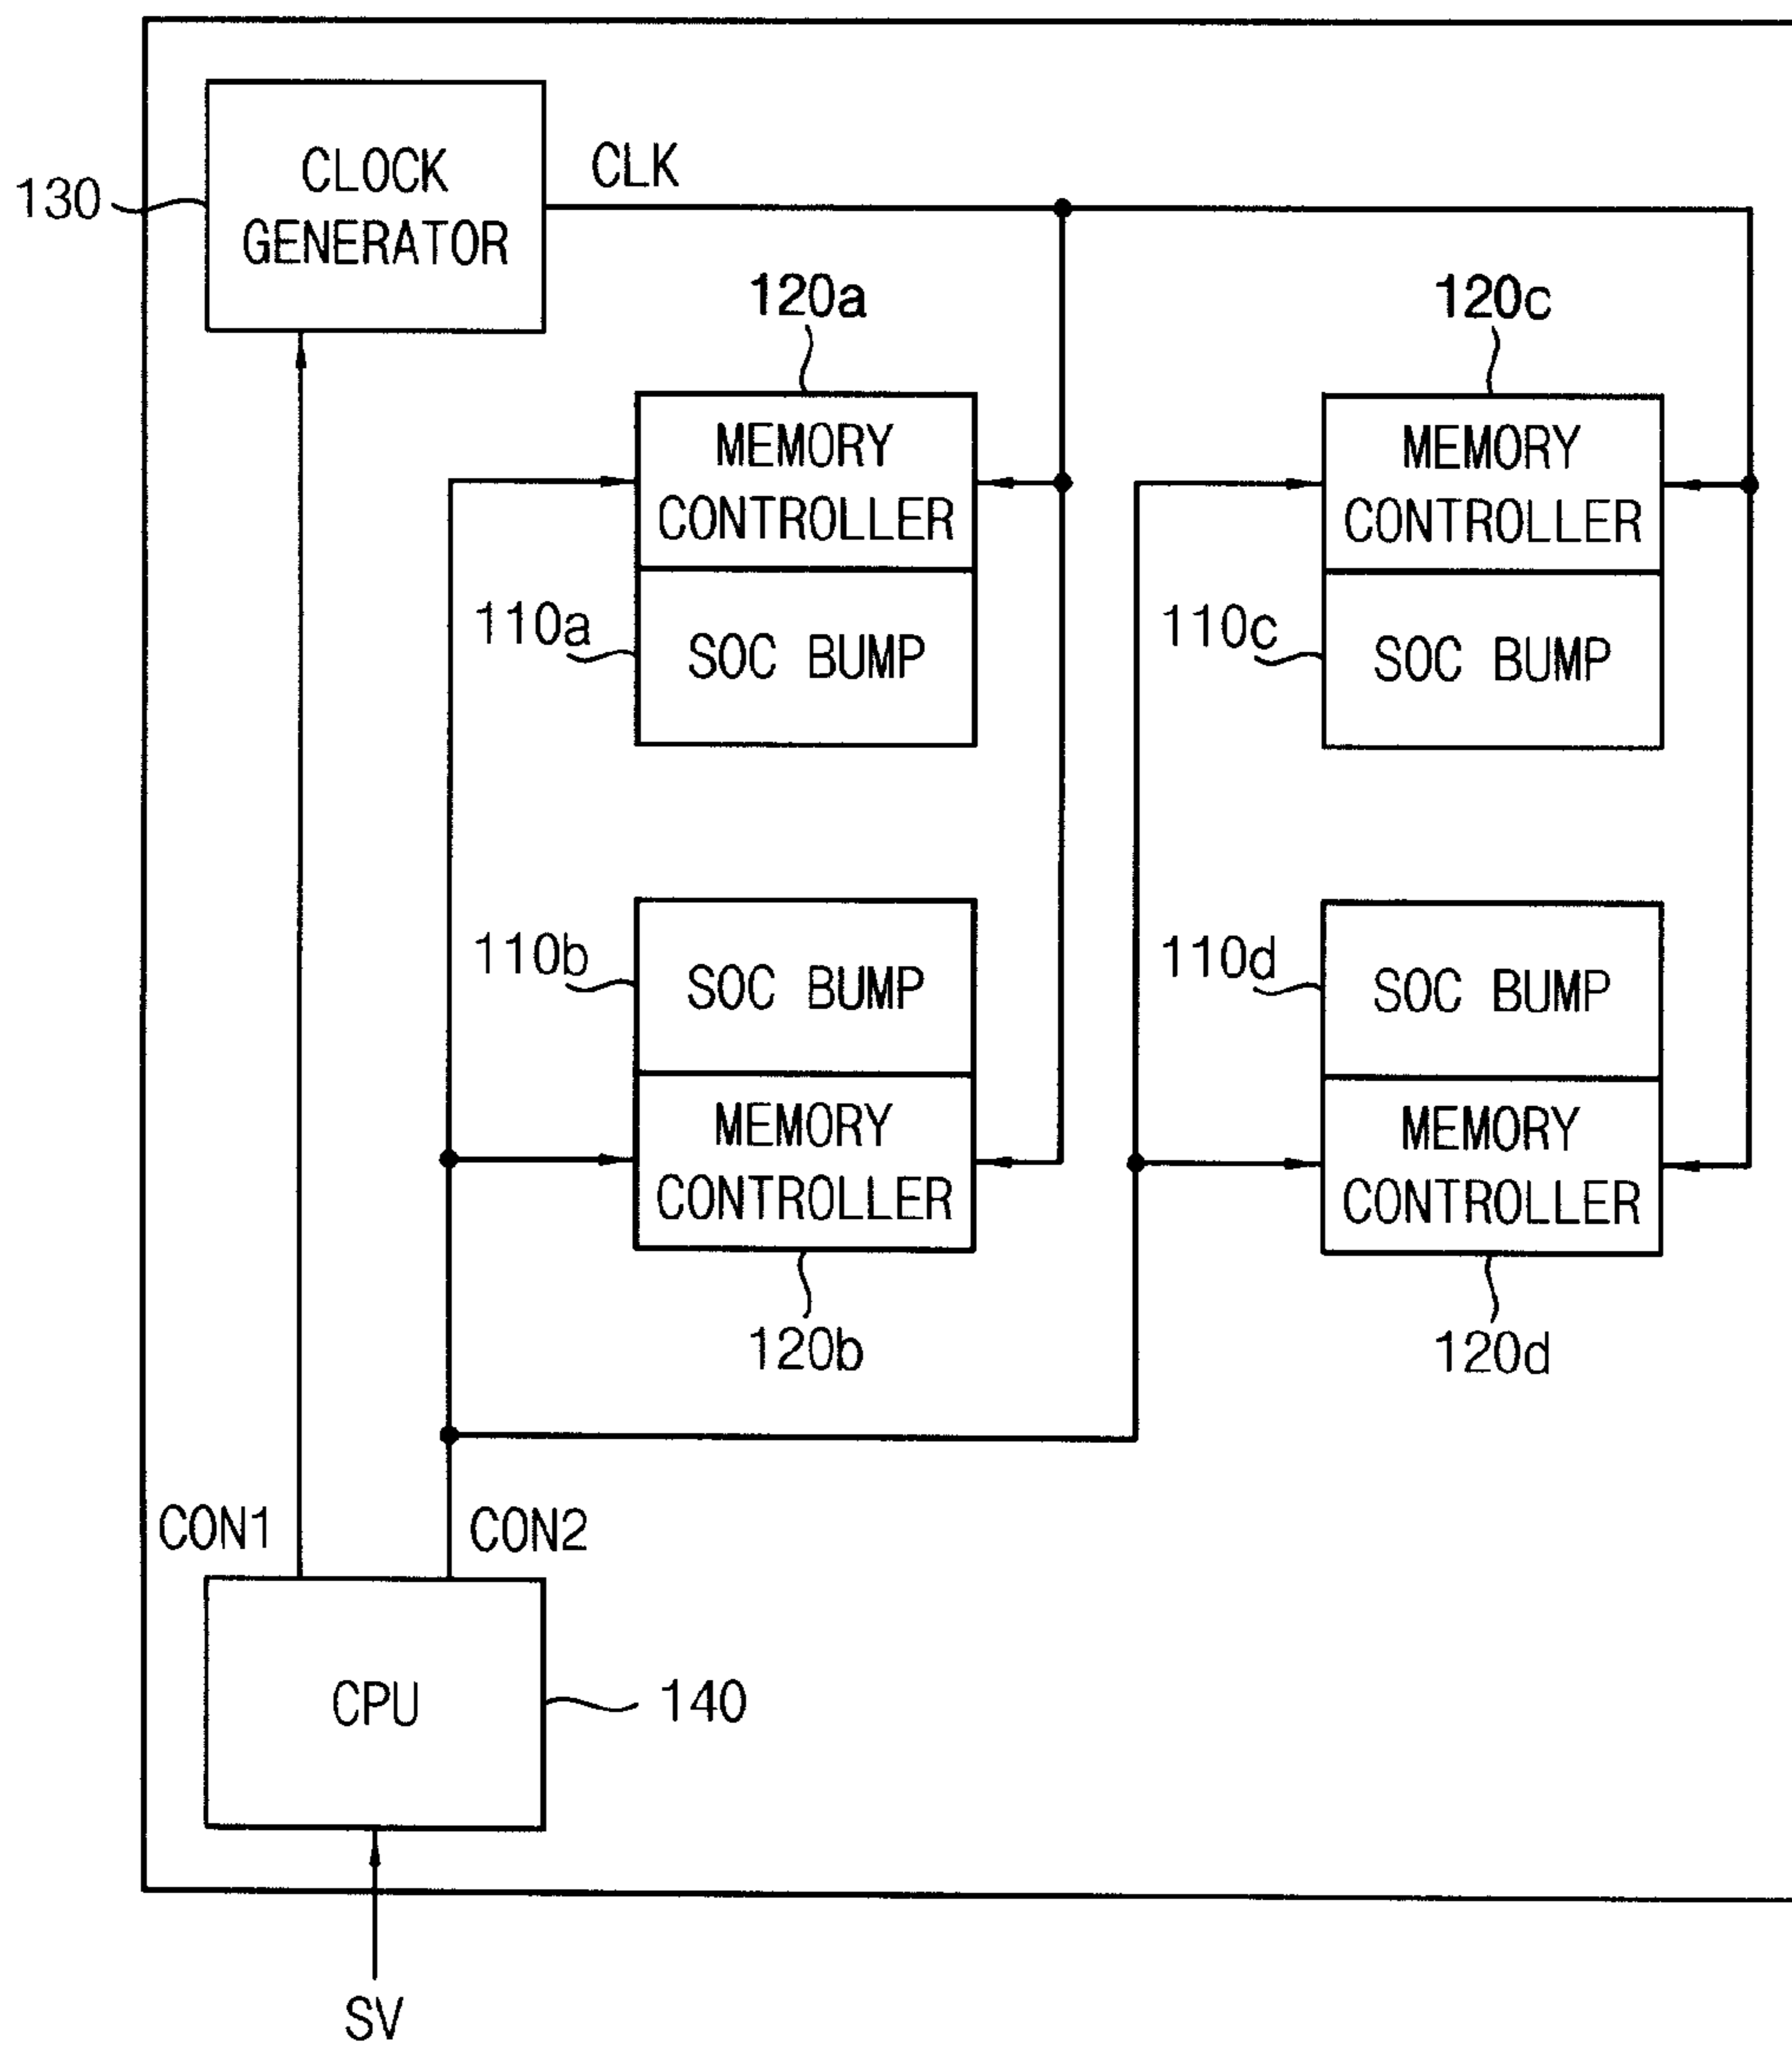 130
CLOCK
GENERATOR
CLK
120a
120c
MEMORY
CONTROLLER
MEMORY
CONTROLLER
110a
SOC BUMP
110c
SOC BUMP
110b
SOC BUMP
110d
SOC BUMP
MEMORY
CONTROLLER
MEMORY
CONTROLLER
120b
120d
CON1
CON2
CPU
140
SV